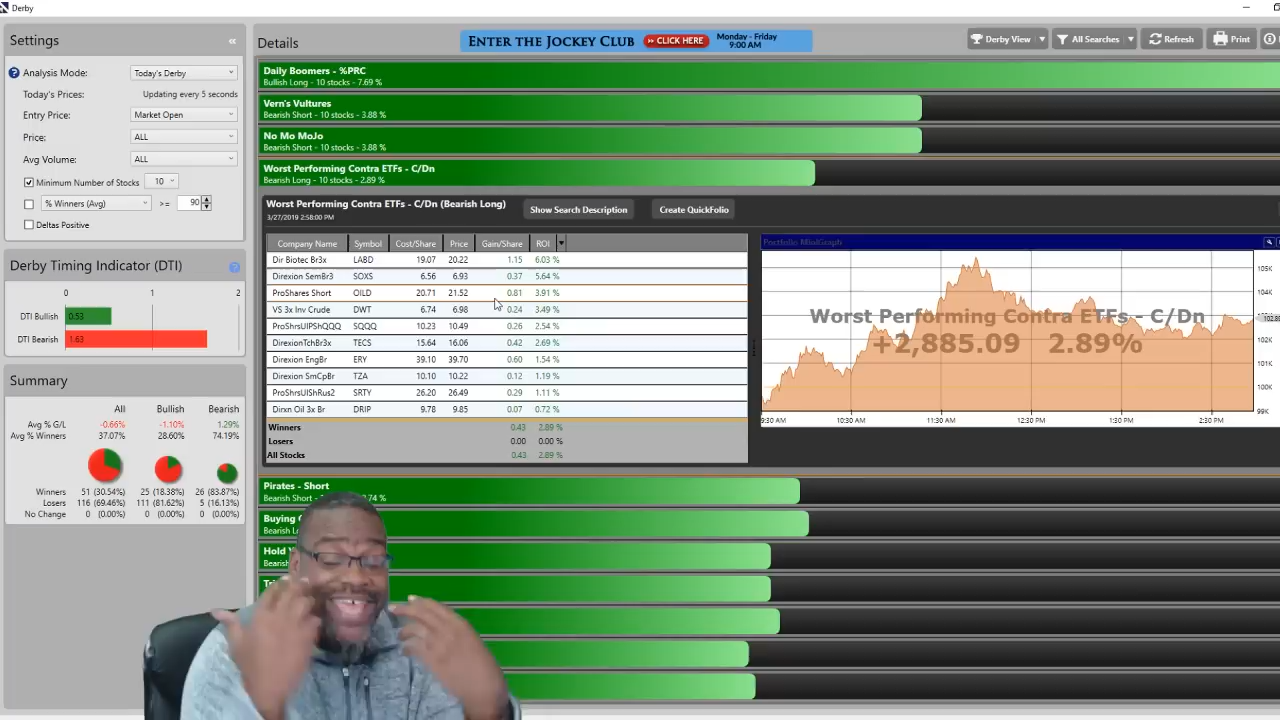 Derby
Settings
«
Analysis Mode: Today's Derby
Today's Prices: Updating every 5 seconds
Entry Price: Market Open
Price: ALL
Avg Volume: ALL
Minimum Number of Stocks 10
% Winners (Avg) >= 90
Deltas Positive
Derby Timing Indicator (DTI)
0 1 2
DTI Bullish 0.53
DTI Bearish 1.63
Summary
All Bullish Bearish
Avg % G/L -0.66% -1.10% 1.29%
Avg % Winners 37.07% 28.60% 74.19%
Winners 51 (30.54%) 25 (18.38%) 26 (83.87%)
Losers 116 (69.46%) 111 (81.62%) 5 (16.13%)
No Change 0 (0.00%) 0 (0.00%) 0 (0.00%)
Details
ENTER THE JOCKEY CLUB CLICK HERE Monday - Friday
9:00 AM
Derby View All Searches Refresh Print
Daily Boomers - %PRC
Bullish Long - 10 stocks - 7.69 %
Vern's Vultures
Bearish Short - 10 stocks - 3.88 %
No Mo MoJo
Bearish Short - 10 stocks - 3.88 %
Worst Performing Contra ETFs - C/Dn
Bearish Long - 10 stocks - 2.89 %
Worst Performing Contra ETFs - C/Dn (Bearish Long)
3/27/2019 2:58:00 PM
Show Search Description Create QuickFolio
Company Name Symbol Cost/Share Price Gain/Share ROI
Dir Biotec Br3x LABD 19.07 20.22 1.15 6.03 %
Direxion SemBr3 SOXS 6.56 6.93 0.37 5.64 %
ProShares Short OILD 20.71 21.52 0.81 3.91 %
VS 3x Inv Crude DWT 6.74 6.98 0.24 3.49 %
ProShrsUlPShQQQ SQQQ 10.23 10.49 0.26 2.54 %
DirexionTchBr3x TECS 15.64 16.06 0.42 2.69 %
Direxion EngBr ERY 39.10 39.70 0.60 1.54 %
Direxion SmCpBr TZA 10.10 10.22 0.12 1.19 %
ProShrsUlShRus2 SRTY 26.20 26.49 0.29 1.11 %
Dirxn Oil 3x Br DRIP 9.78 9.85 0.07 0.72 %
Winners 0.43 2.89 %
Losers 0.00 0.00 %
All Stocks 0.43 2.89 %
Portfolio MiniGraph
Worst Performing Contra ETFs - C/Dn
+2,885.09 2.89%
105K
104K
102K
101K
100K
99K
9:30 AM 10:30 AM 11:30 AM 12:30 PM 1:30 PM 2:30 PM
Pirates - Short
Bearish Short - 10 .74 %
Buying
Bearish
Hold